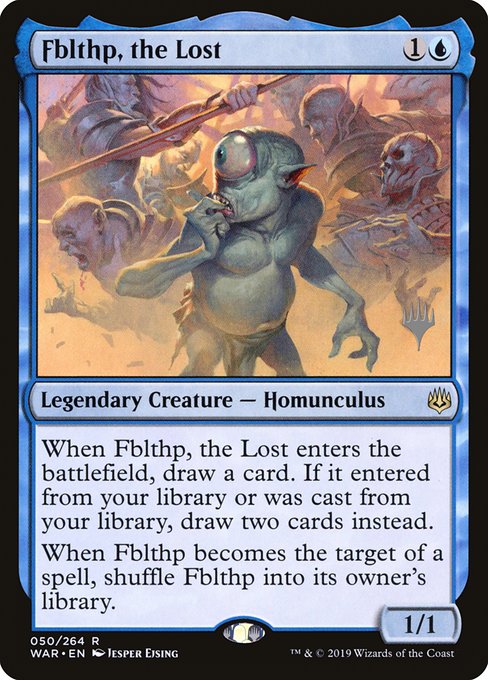 Fblthp, the Lost 1
Legendary Creature — Homunculus
When Fblthp, the Lost enters the
battlefield, draw a card. If it entered
from your library or was cast from
your library, draw two cards instead.
When Fblthp becomes the target of a
spell, shuffle Fblthp into its owner's
library.
1/1
050/264 R
WAR • EN Jesper Ejsing
™ & © 2019 Wizards of the Coast